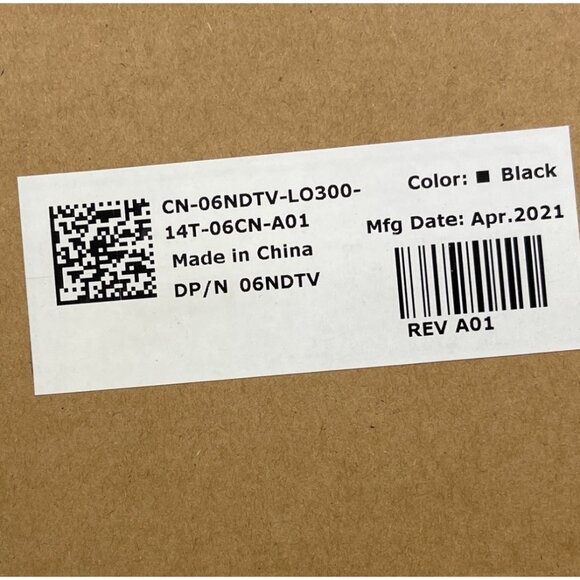 CN-06NDTV-LO300-
14T-06CN-A01
Made in China
DP/N 06NDTV
Color: ■ Black
Mfg Date: Apr.2021
REV A01